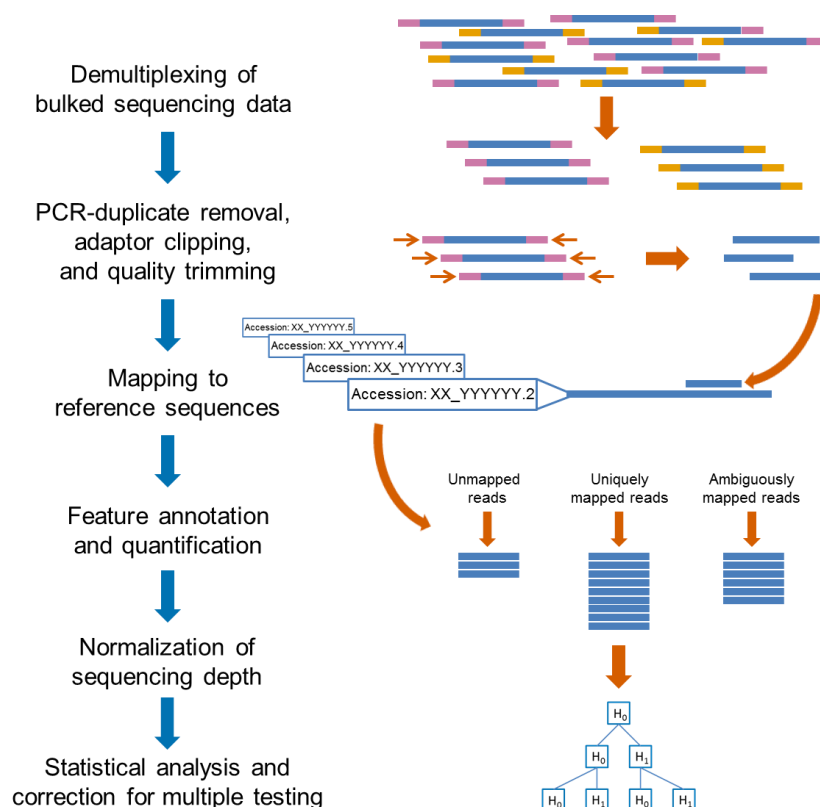 Demultiplexing of
bulked sequencing data
PCR-duplicate removal,
adaptor clipping,
and quality trimming
Accession: XX_YYYYYY.5
Accession: XX_YYYYYY.4
Accession: XX_YYYYYY.3
Accession: XX_YYYYYY.2
Mapping to
reference sequences
Unmapped
reads
Uniquely
mapped reads
Ambiguously
mapped reads
Feature annotation
and quantification
Normalization of
sequencing depth
H₀
H₀ H₁
H₀ H₁ H₀ H₁
Statistical analysis and
correction for multiple testing